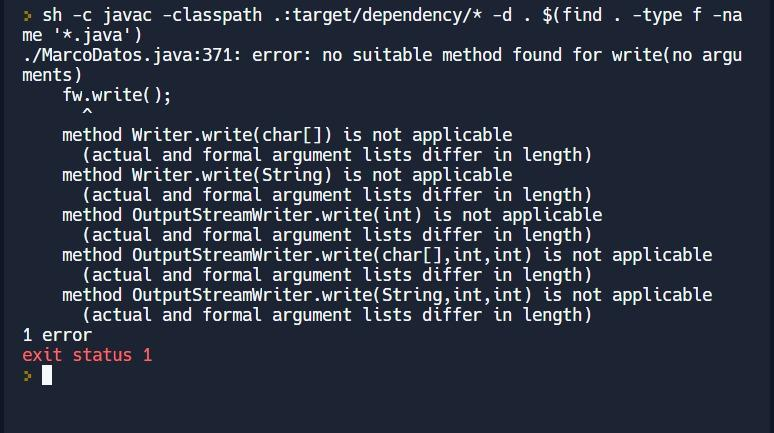 > sh -c javac -classpath .:target/dependency/* -d . $(find . -type f -na
me '*.java')
./MarcoDatos.java:371: error: no suitable method found for write(no argu
ments)
    fw.write();
      ^
    method Writer.write(char[]) is not applicable
      (actual and formal argument lists differ in length)
    method Writer.write(String) is not applicable
      (actual and formal argument lists differ in length)
    method OutputStreamWriter.write(int) is not applicable
      (actual and formal argument lists differ in length)
    method OutputStreamWriter.write(char[],int,int) is not applicable
      (actual and formal argument lists differ in length)
    method OutputStreamWriter.write(String,int,int) is not applicable
      (actual and formal argument lists differ in length)
1 error
exit status 1
>